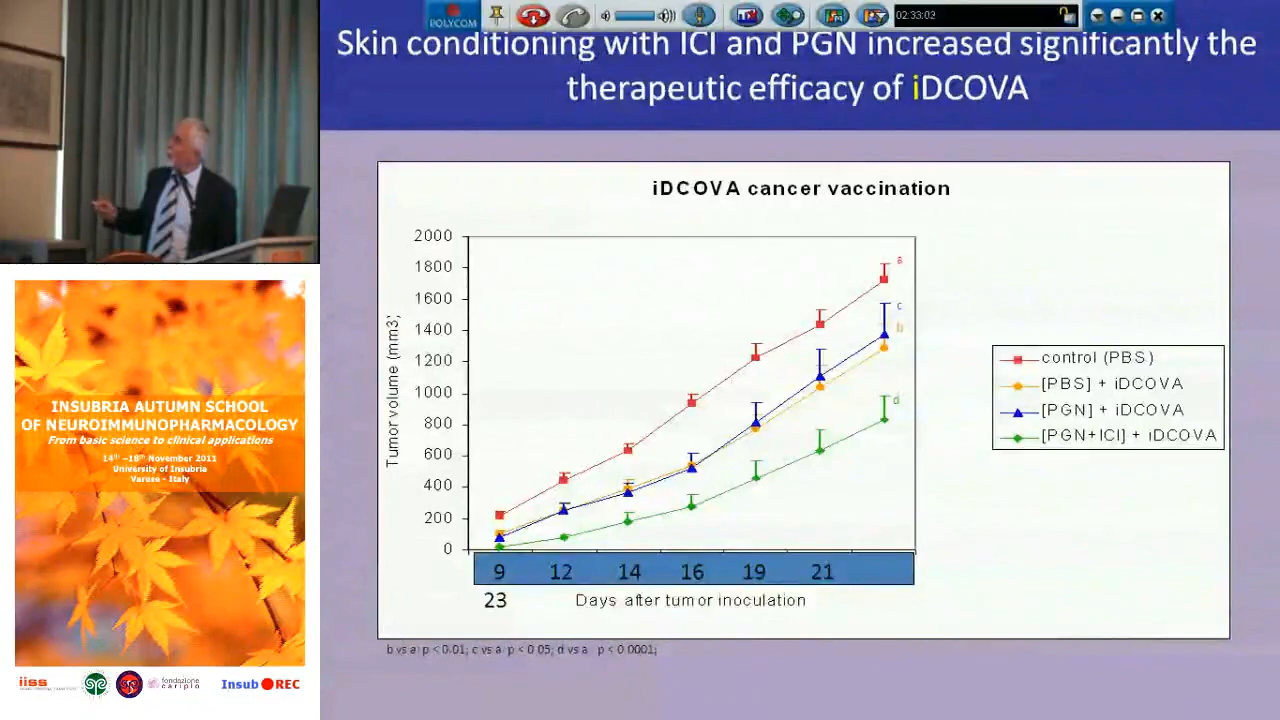 POLYCOM
02:33:03
Skin conditioning with ICI and PGN increased significantly the
therapeutic efficacy of iDCOVA
iDCOVA cancer vaccination
2000
1800
1600
1400
1200
1000
800
600
400
200
0
Tumor volume (mm3)
a
c
b
d
control (PBS)
[PBS] + iDCOVA
[PGN] + iDCOVA
[PGN+ICI] + iDCOVA
9 12 14 16 19 21
23 Days after tumor inoculation
b vs a p < 0.01; c vs a p < 0.05; d vs a p < 0.0001;
INSUBRIA AUTUMN SCHOOL
OF NEUROIMMUNOPHARMACOLOGY
From basic science to clinical applications
14th –18th November 2011
University of Insubria
Varese - Italy
iiss
fondazione
cariplo
Insub REC